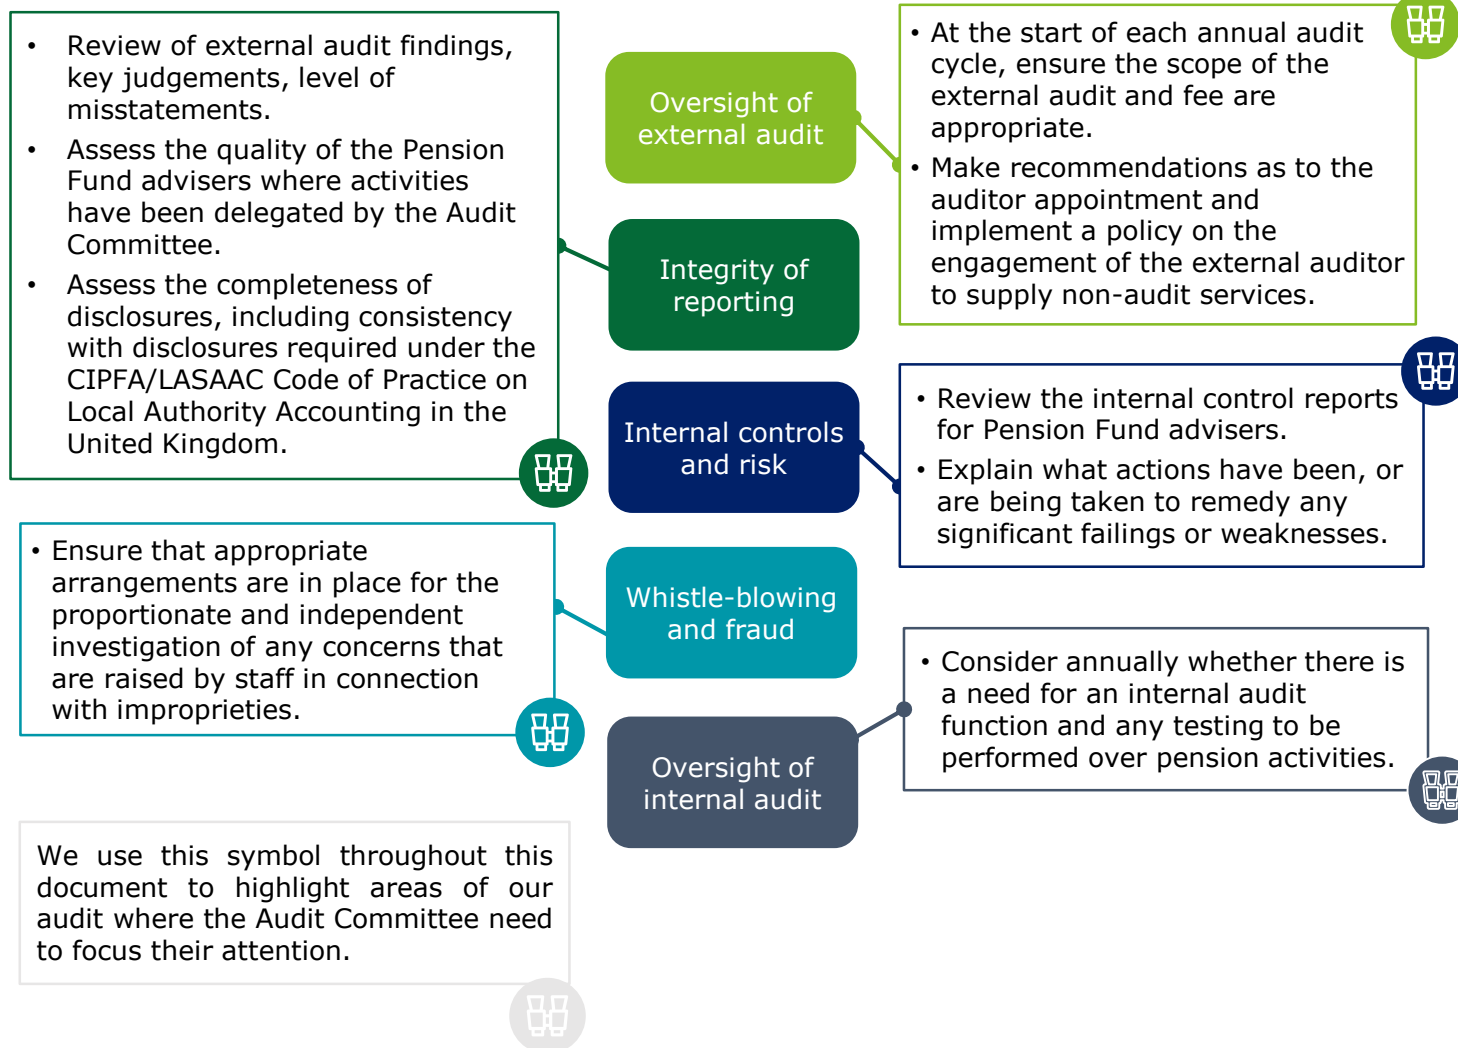 • Review of external audit findings,
key judgements, level of
misstatements.
• Assess the quality of the Pension
Fund advisers where activities
have been delegated by the Audit
Committee.
• Assess the completeness of
disclosures, including consistency
with disclosures required under the
CIPFA/LASAAC Code of Practice on
Local Authority Accounting in the
United Kingdom.
• Ensure that appropriate
arrangements are in place for the
proportionate and independent
investigation of any concerns that
are raised by staff in connection
with improprieties.
We use this symbol throughout this
document to highlight areas of our
audit where the Audit Committee need
to focus their attention.
Oversight of
external audit
Integrity of
reporting
Internal controls
and risk
Whistle-blowing
and fraud
Oversight of
internal audit
• At the start of each annual audit
cycle, ensure the scope of the
external audit and fee are
appropriate.
• Make recommendations as to the
auditor appointment and
implement a policy on the
engagement of the external auditor
to supply non-audit services.
• Review the internal control reports
for Pension Fund advisers.
• Explain what actions have been, or
are being taken to remedy any
significant failings or weaknesses.
• Consider annually whether there is
a need for an internal audit
function and any testing to be
performed over pension activities.